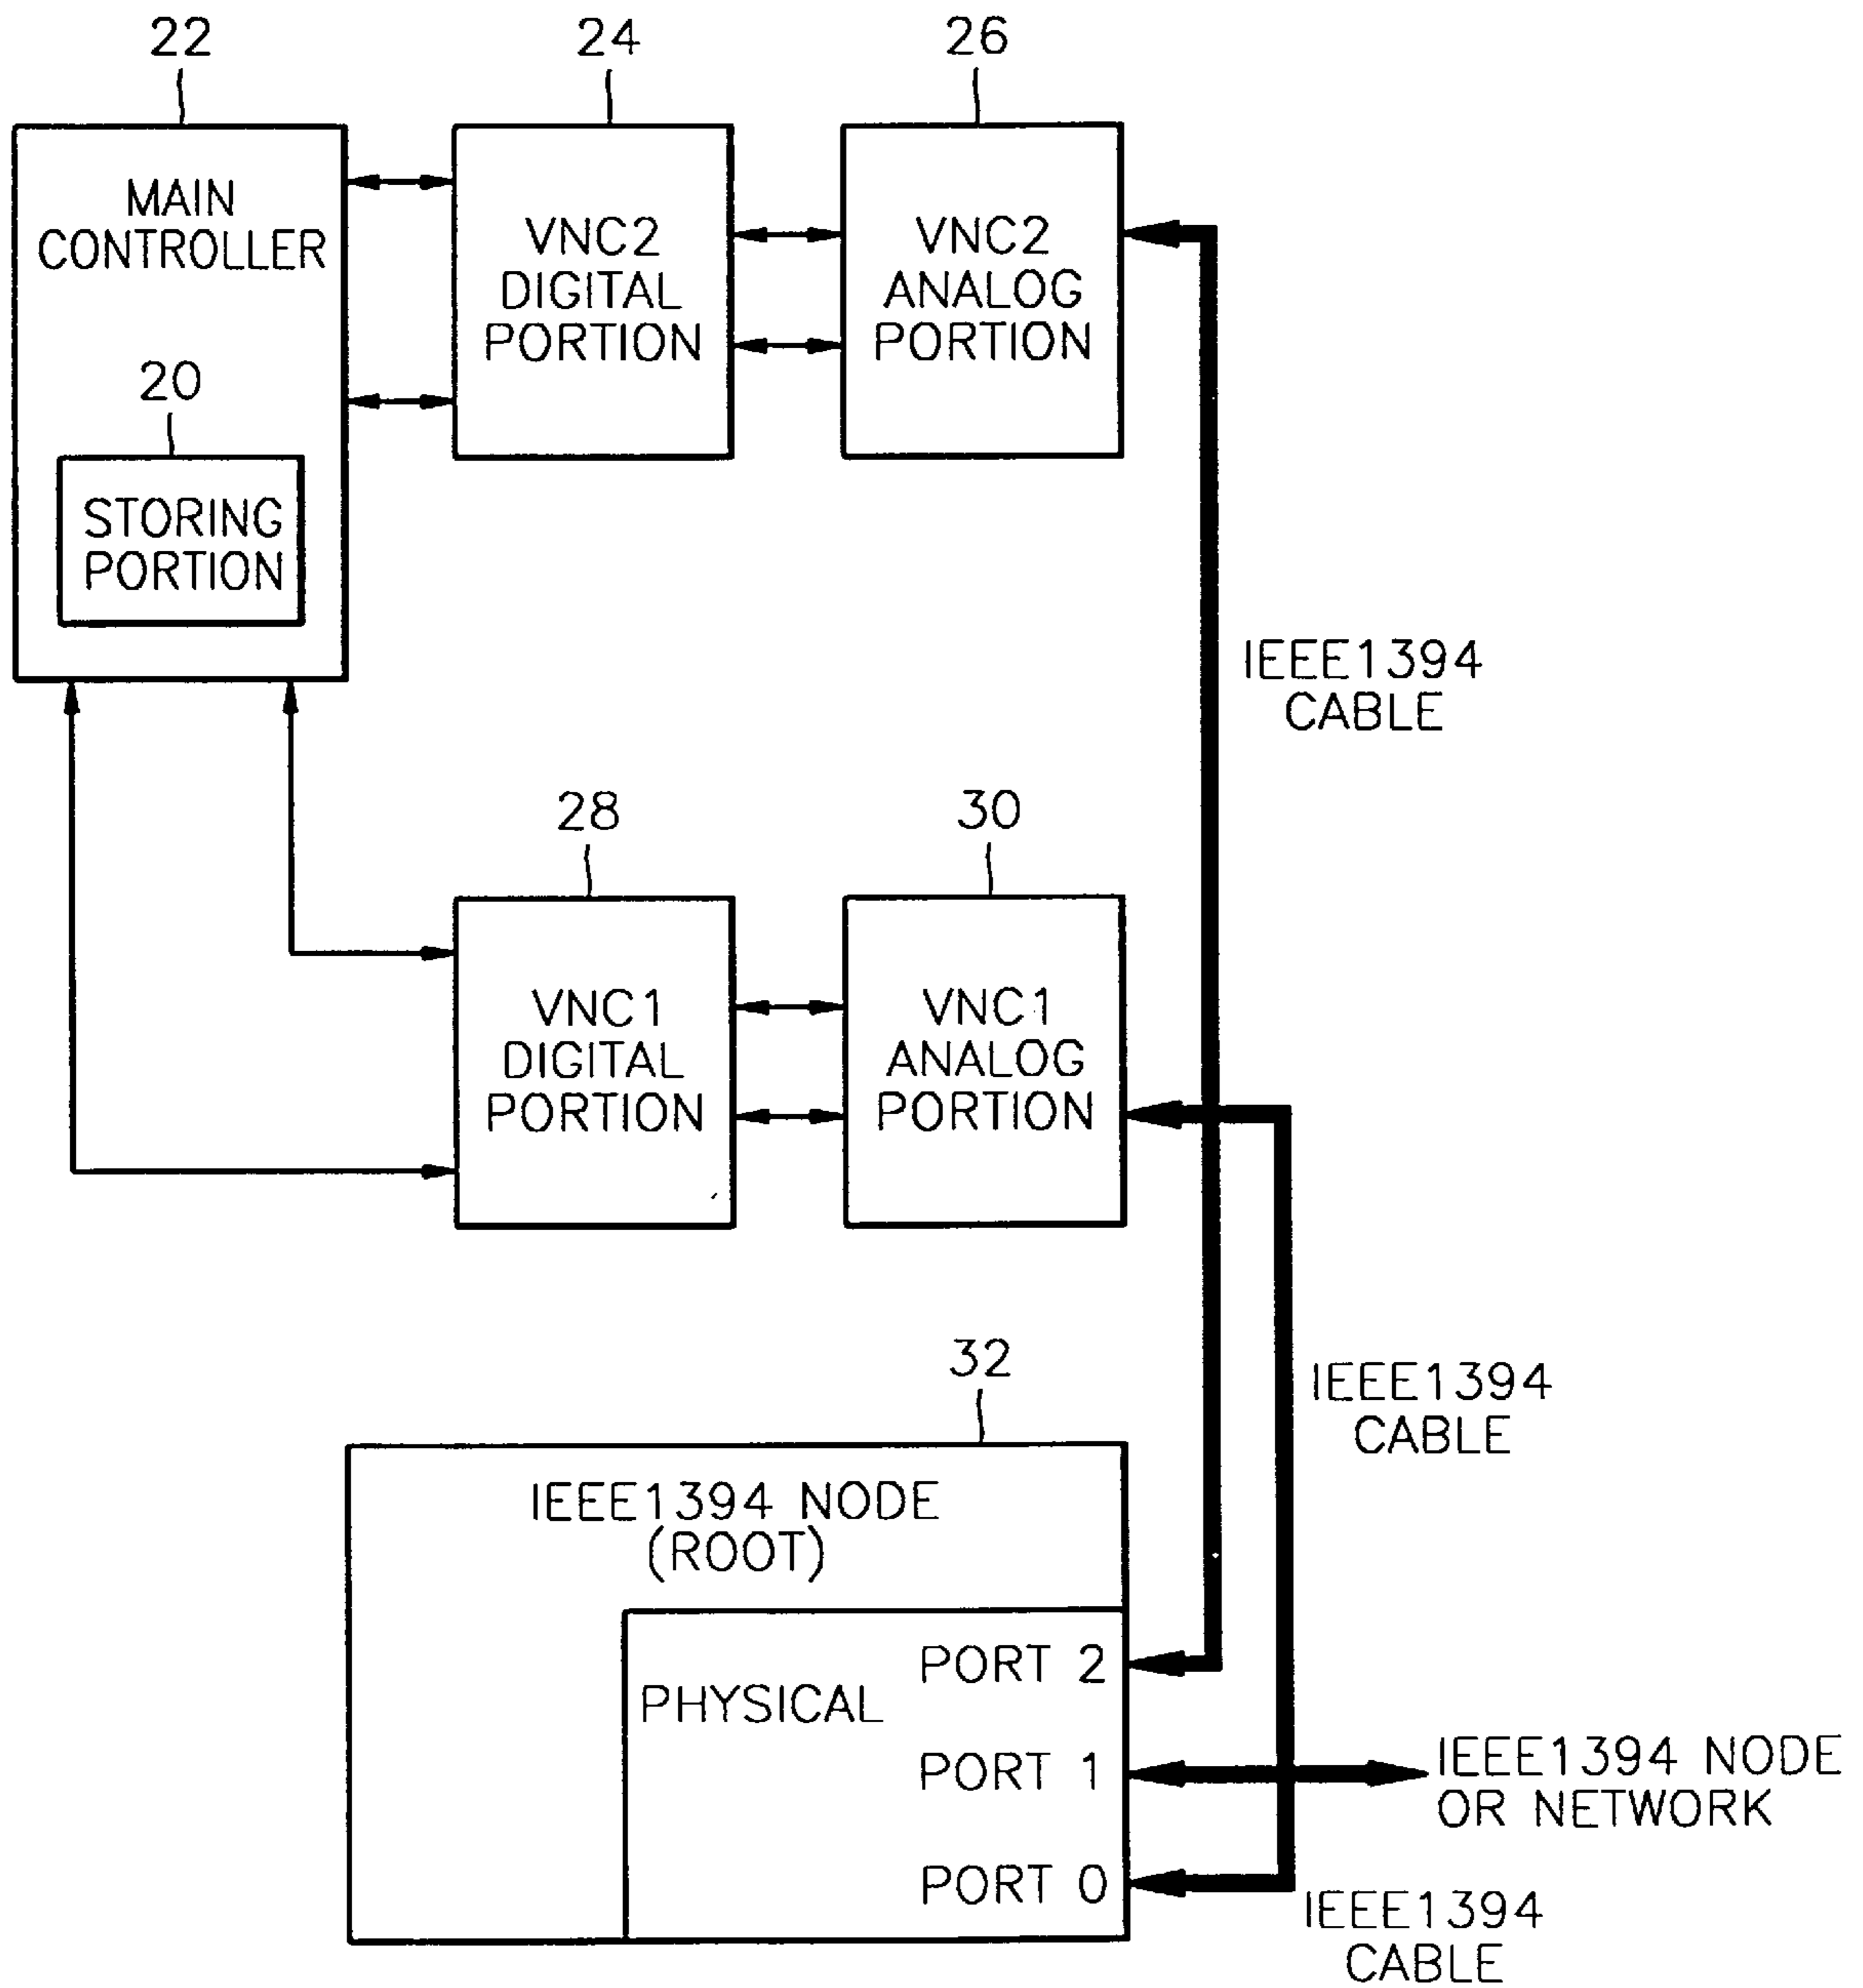 22
24
26
MAIN
CONTROLLER
VNC2
DIGITAL
PORTION
VNC2
ANALOG
PORTION
20
STORING
PORTION
IEEE1394
CABLE
28
30
VNC1
DIGITAL
PORTION
VNC1
ANALOG
PORTION
32
IEEE1394
CABLE
IEEE1394 NODE
(ROOT)
PORT 2
PHYSICAL
PORT 1
IEEE1394 NODE
OR NETWORK
PORT 0
IEEE1394
CABLE